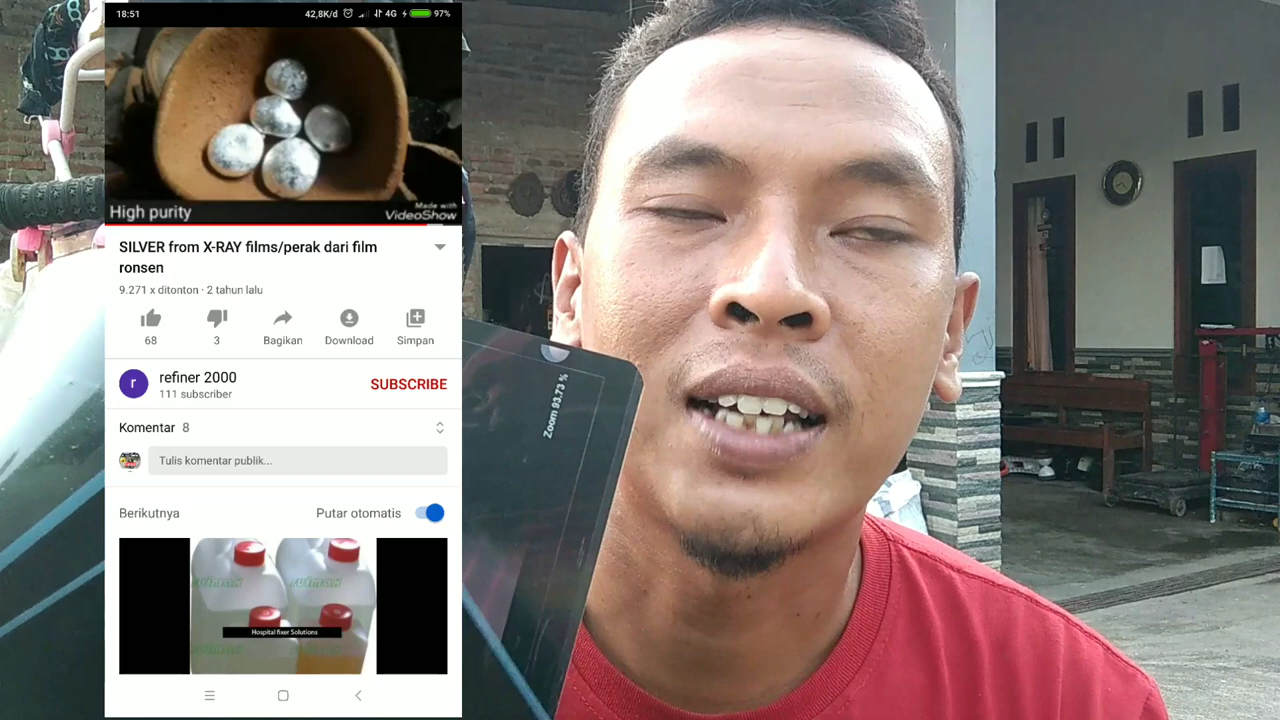 18:51
42,8K/d
4G
97%
High purity
Made with
VideoShow
SILVER from X-RAY films/perak dari film
ronsen
9.271 x ditonton · 2 tahun lalu
68
3
Bagikan
Download
Simpan
r
refiner 2000
111 subscriber
SUBSCRIBE
Komentar 8
Tulis komentar publik...
Berikutnya
Putar otomatis
Hospital fixer Solutions
Zoom 93.73 %